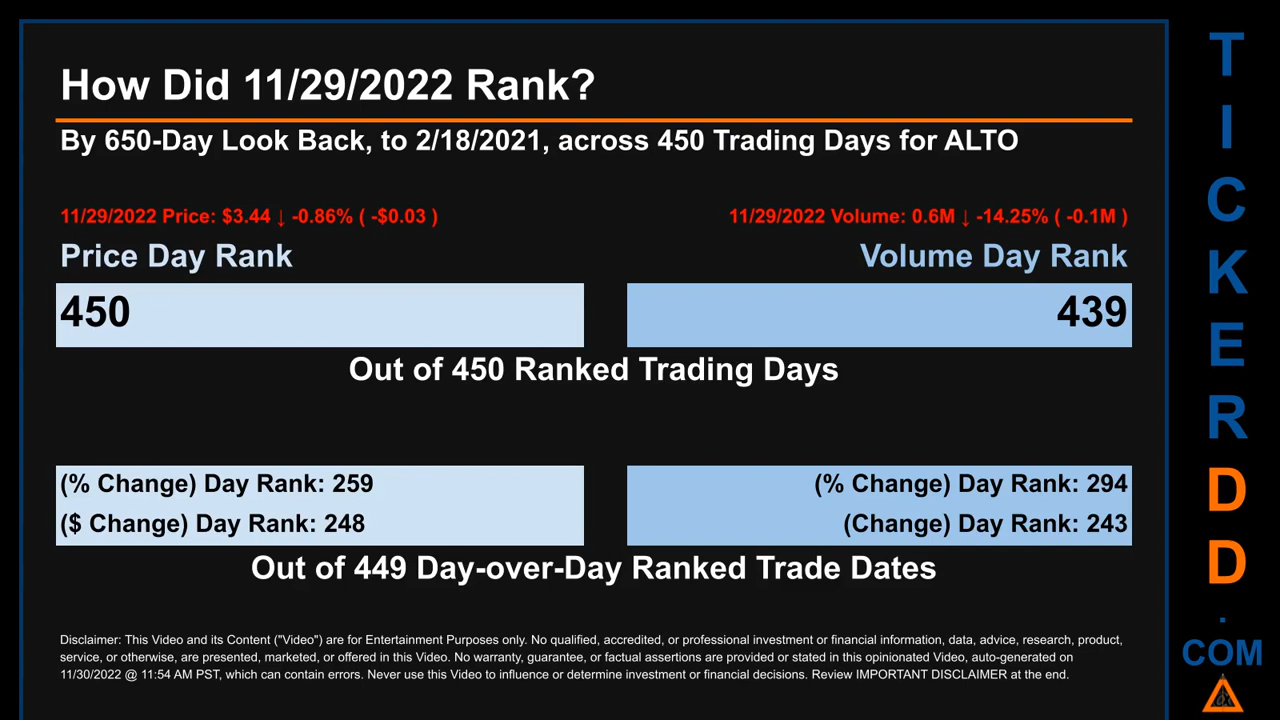 How Did 11/29/2022 Rank?
By 650-Day Look Back, to 2/18/2021, across 450 Trading Days for ALTO
11/29/2022 Price: $3.44 ↓ -0.86% ( -$0.03 )
11/29/2022 Volume: 0.6M ↓ -14.25% ( -0.1M )
Price Day Rank
Volume Day Rank
450
439
Out of 450 Ranked Trading Days
(% Change) Day Rank: 259
($ Change) Day Rank: 248
(% Change) Day Rank: 294
(Change) Day Rank: 243
Out of 449 Day-over-Day Ranked Trade Dates
Disclaimer: This Video and its Content ("Video") are for Entertainment Purposes only. No qualified, accredited, or professional investment or financial information, data, advice, research, product,
service, or otherwise, are presented, marketed, or offered in this Video. No warranty, guarantee, or factual assertions are provided or stated in this opinionated Video, auto-generated on
11/30/2022 @ 11:54 AM PST, which can contain errors. Never use this Video to influence or determine investment or financial decisions. Review IMPORTANT DISCLAIMER at the end.
T
I
C
K
E
R
D
D
.
COM